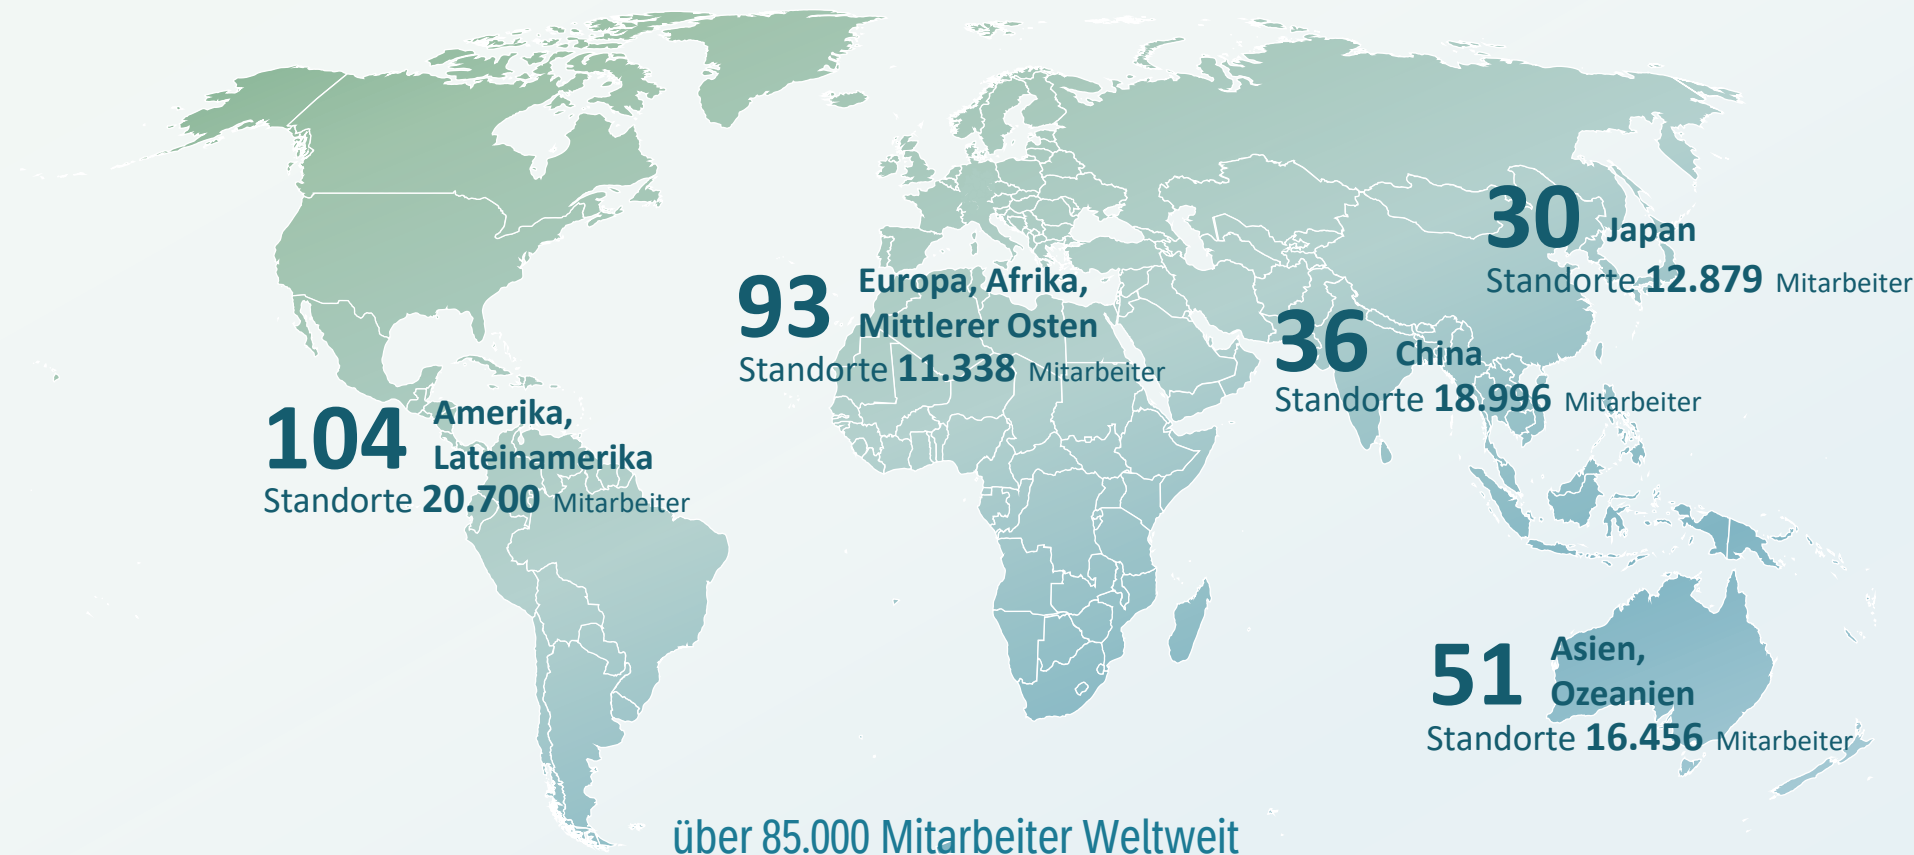 30 Japan
Standorte 12.879 Mitarbeiter
93 Europa, Afrika,
Mittlerer Osten
Standorte 11.338 Mitarbeiter
36 China
Standorte 18.996 Mitarbeiter
104 Amerika,
Lateinamerika
Standorte 20.700 Mitarbeiter
51 Asien,
Ozeanien
Standorte 16.456 Mitarbeiter
über 85.000 Mitarbeiter Weltweit